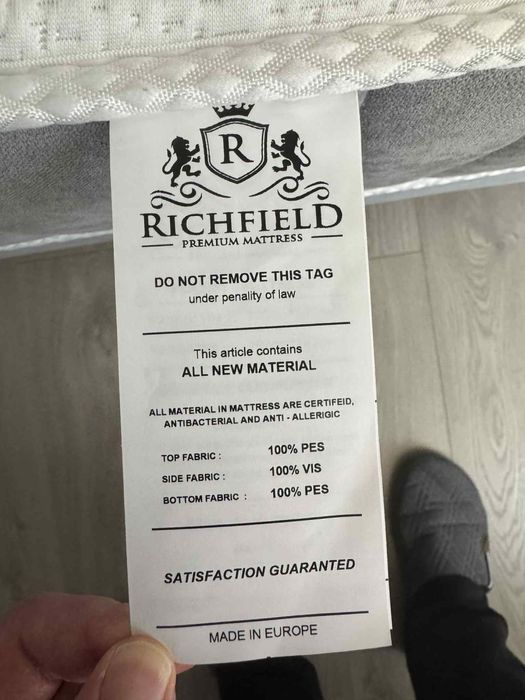 R
RICHFIELD
PREMIUM MATTRESS
DO NOT REMOVE THIS TAG
under penality of law
This article contains
ALL NEW MATERIAL
ALL MATERIAL IN MATTRESS ARE CERTIFEID,
ANTIBACTERIAL AND ANTI - ALLERIGIC
TOP FABRIC : 100% PES
SIDE FABRIC : 100% VIS
BOTTOM FABRIC : 100% PES
SATISFACTION GUARANTED
MADE IN EUROPE